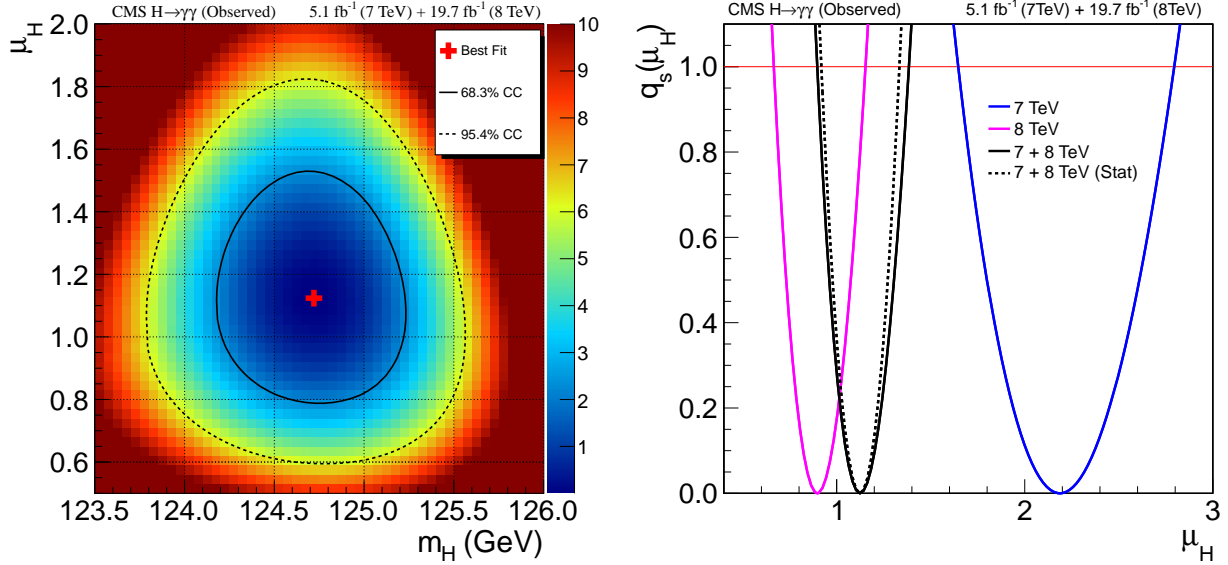 CMS H→γγ (Observed) 5.1 fb⁻¹ (7 TeV) + 19.7 fb⁻¹ (8 TeV)
μ_H
2.0
1.8
1.6
1.4
1.2
1.0
0.8
0.6
Best Fit
68.3% CC
95.4% CC
10
9
8
7
6
5
4
3
2
1
123.5 124.0 124.5 125.0 125.5 126.0
m_H (GeV)
CMS H→γγ (Observed) 5.1 fb⁻¹ (7TeV) + 19.7 fb⁻¹ (8TeV)
q_s(μ_H)
1.0
0.8
0.6
0.4
0.2
0.0
7 TeV
8 TeV
7 + 8 TeV
7 + 8 TeV (Stat)
1 2 3
μ_H